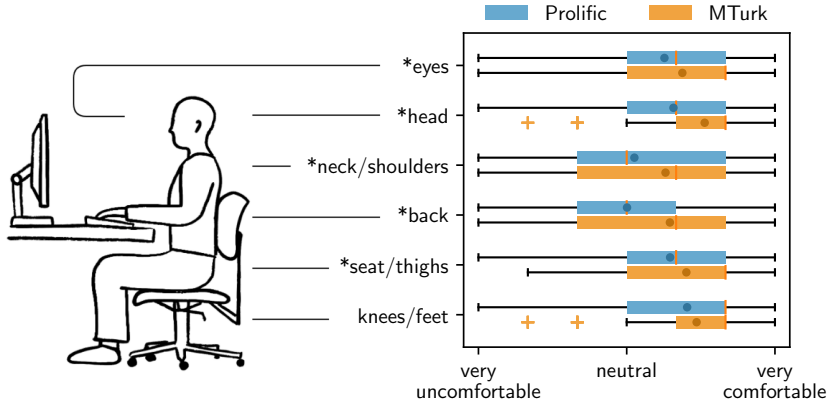 Prolific MTurk
*eyes
*head
*neck/shoulders
*back
*seat/thighs
knees/feet
very uncomfortable
neutral
very comfortable